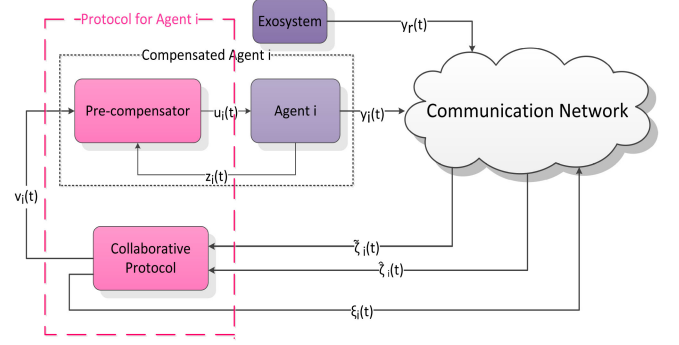 Protocol for Agent i
Exosystem
yr(t)
Compensated Agent i
Pre-compensator
ui(t)
Agent i
yi(t)
Communication Network
zi(t)
vi(t)
Collaborative
Protocol
ζ̃ i(t)
ζ̂ i(t)
ξi(t)